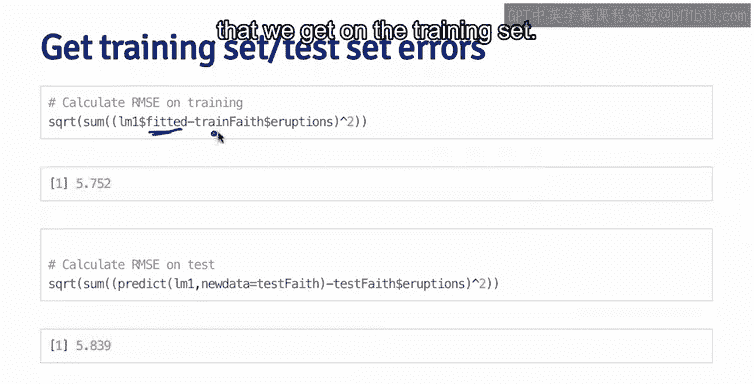 that we get on the training set.
Get training set/test set errors
# Calculate RMSE on training
sqrt(sum((lm1$fitted-trainFaith$eruptions)^2))
[1] 5.752
# Calculate RMSE on test
sqrt(sum((predict(lm1,newdata=testFaith)-testFaith$eruptions)^2))
[1] 5.839